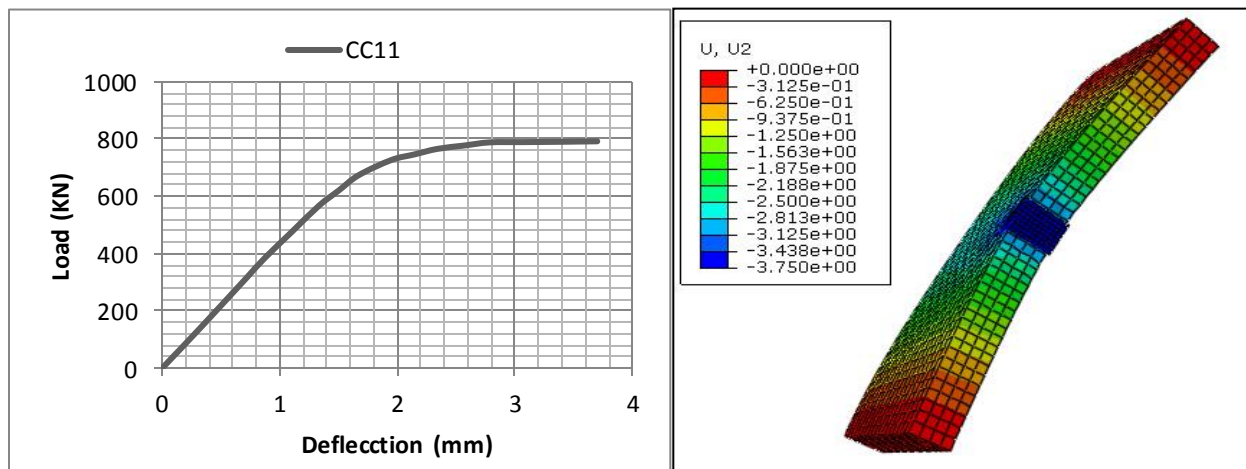 CC11
1000
800
600
400
200
0
Load (KN)
0 1 2 3 4
Deflecction (mm)
U, U2
+0.000e+00
-3.125e-01
-6.250e-01
-9.375e-01
-1.250e+00
-1.563e+00
-1.875e+00
-2.188e+00
-2.500e+00
-2.813e+00
-3.125e+00
-3.438e+00
-3.750e+00